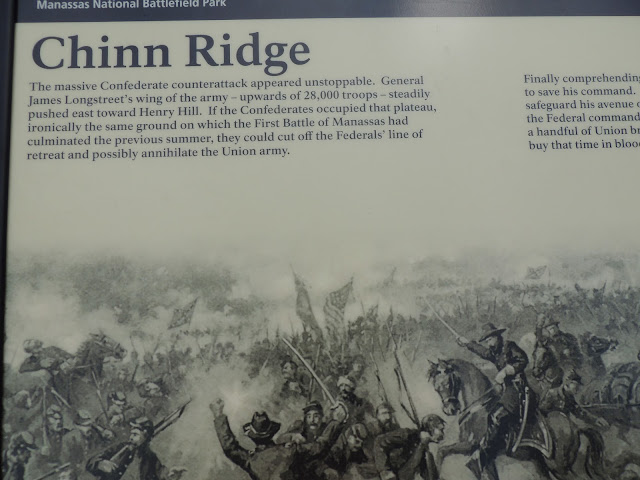 Manassas National Battlefield Park
Chinn Ridge
The massive Confederate counterattack appeared unstoppable. General
James Longstreet's wing of the army – upwards of 28,000 troops – steadily
pushed east toward Henry Hill. If the Confederates occupied that plateau,
ironically the same ground on which the First Battle of Manassas had
culminated the previous summer, they could cut off the Federals' line of
retreat and possibly annihilate the Union army.
Finally comprehending
to save his command.
safeguard his avenue
the Federal command
a handful of Union
buy that time in